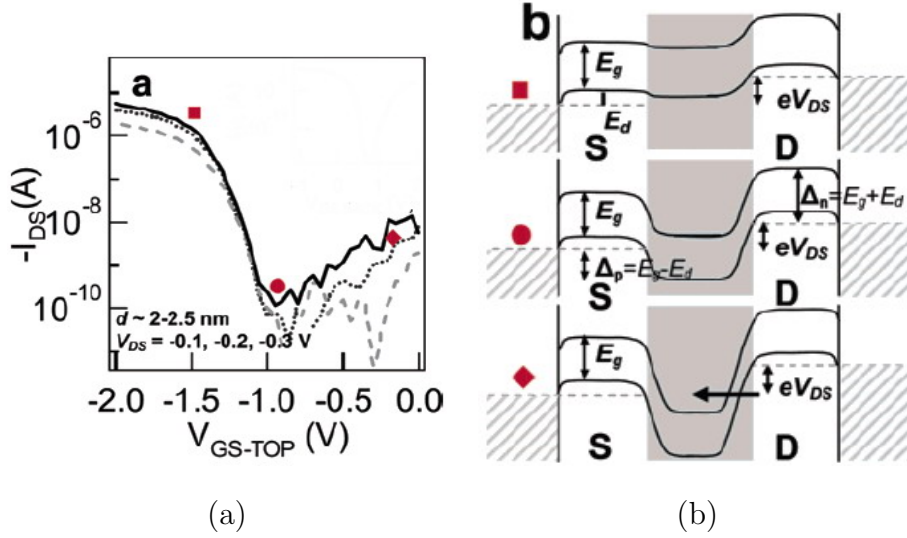 a
-I_DS(A)
10^-6
10^-8
10^-10
d ~ 2-2.5 nm
V_DS = -0.1, -0.2, -0.3 V
-2.0 -1.5 -1.0 -0.5 0.0
V_GS-TOP (V)
(a)
b
E_g
E_d
eV_DS
S D
E_g
Δ_n=E_g+E_d
eV_DS
Δ_p=E_g-E_d
S D
E_g
eV_DS
S D
(b)